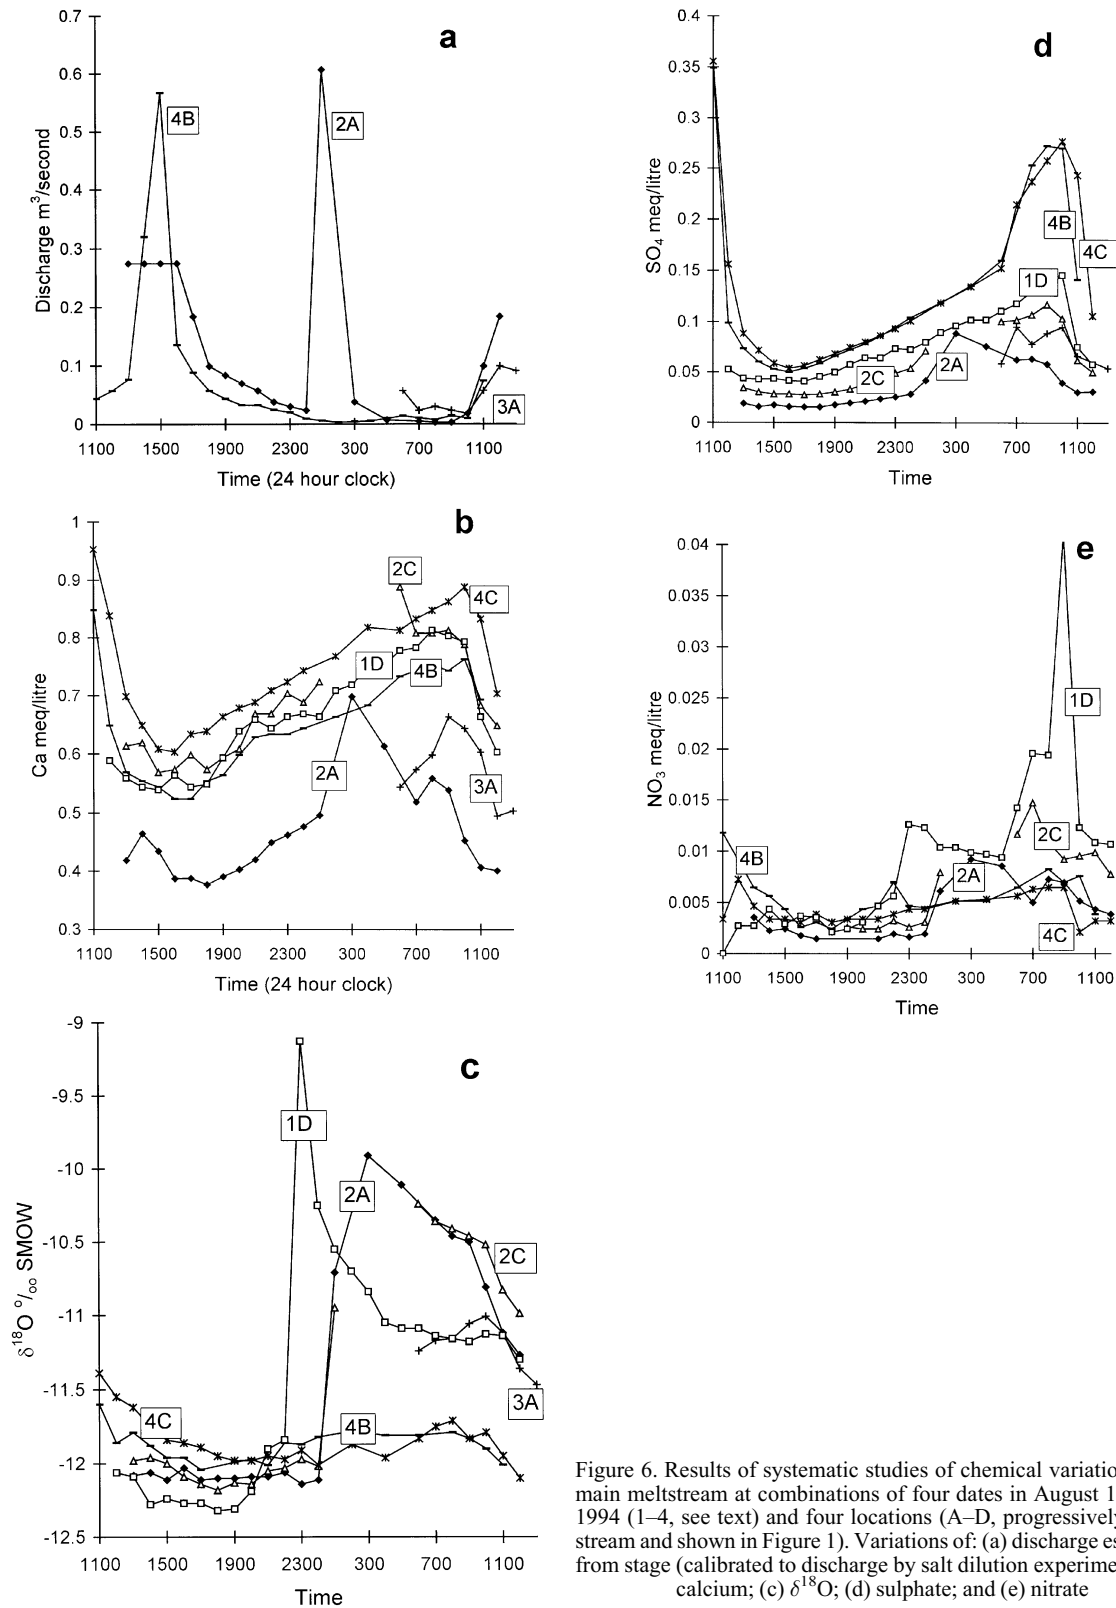 a
0.7
0.6
0.5
0.4
0.3
0.2
0.1
0
Discharge m³/second
4B
2A
3A
1100 1500 1900 2300 300 700 1100
Time (24 hour clock)
d
0.4
0.35
0.3
0.25
0.2
0.15
0.1
0.05
0
SO₄ meq/litre
4B
4C
1D
2C
2A
1100 1500 1900 2300 300 700 1100
Time
b
1
0.9
0.8
0.7
0.6
0.5
0.4
0.3
Ca meq/litre
2C
4C
1D
4B
2A
3A
1100 1500 1900 2300 300 700 1100
Time (24 hour clock)
e
0.04
0.035
0.03
0.025
0.02
0.015
0.01
0.005
0
NO₃ meq/litre
1D
2C
4B
2A
4C
1100 1500 1900 2300 300 700 1100
Time
c
-9
-9.5
-10
-10.5
-11
-11.5
-12
-12.5
δ¹⁸O º/ₒₒ SMOW
1D
2A
2C
3A
4C
4B
1100 1500 1900 2300 300 700 1100
Time
Figure 6. Results of systematic studies of chemical variatio
main meltstream at combinations of four dates in August 1
1994 (1–4, see text) and four locations (A–D, progressively
stream and shown in Figure 1). Variations of: (a) discharge es
from stage (calibrated to discharge by salt dilution experime
calcium; (c) δ¹⁸O; (d) sulphate; and (e) nitrate